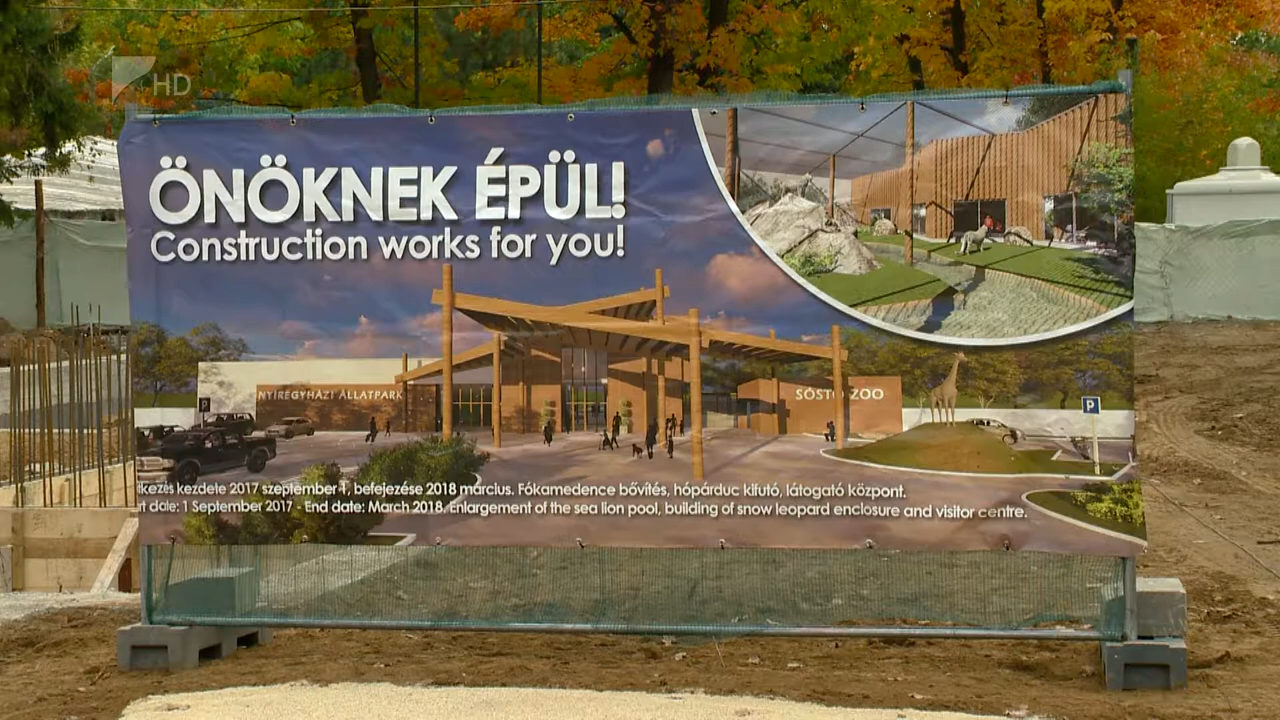 HD
ÖNÖKNEK ÉPÜL!
Construction works for you!
NYÍREGYHÁZI ÁLLATPARK
SÓSTÓ ZOO
P
P
kezdete 2017 szeptember 1, befejezése 2018 március. Fókamedence bővítés, hópárduc kifutó, látogató központ.
date: 1 September 2017 - End date: March 2018. Enlargement of the sea lion pool, building of snow leopard enclosure and visitor centre.